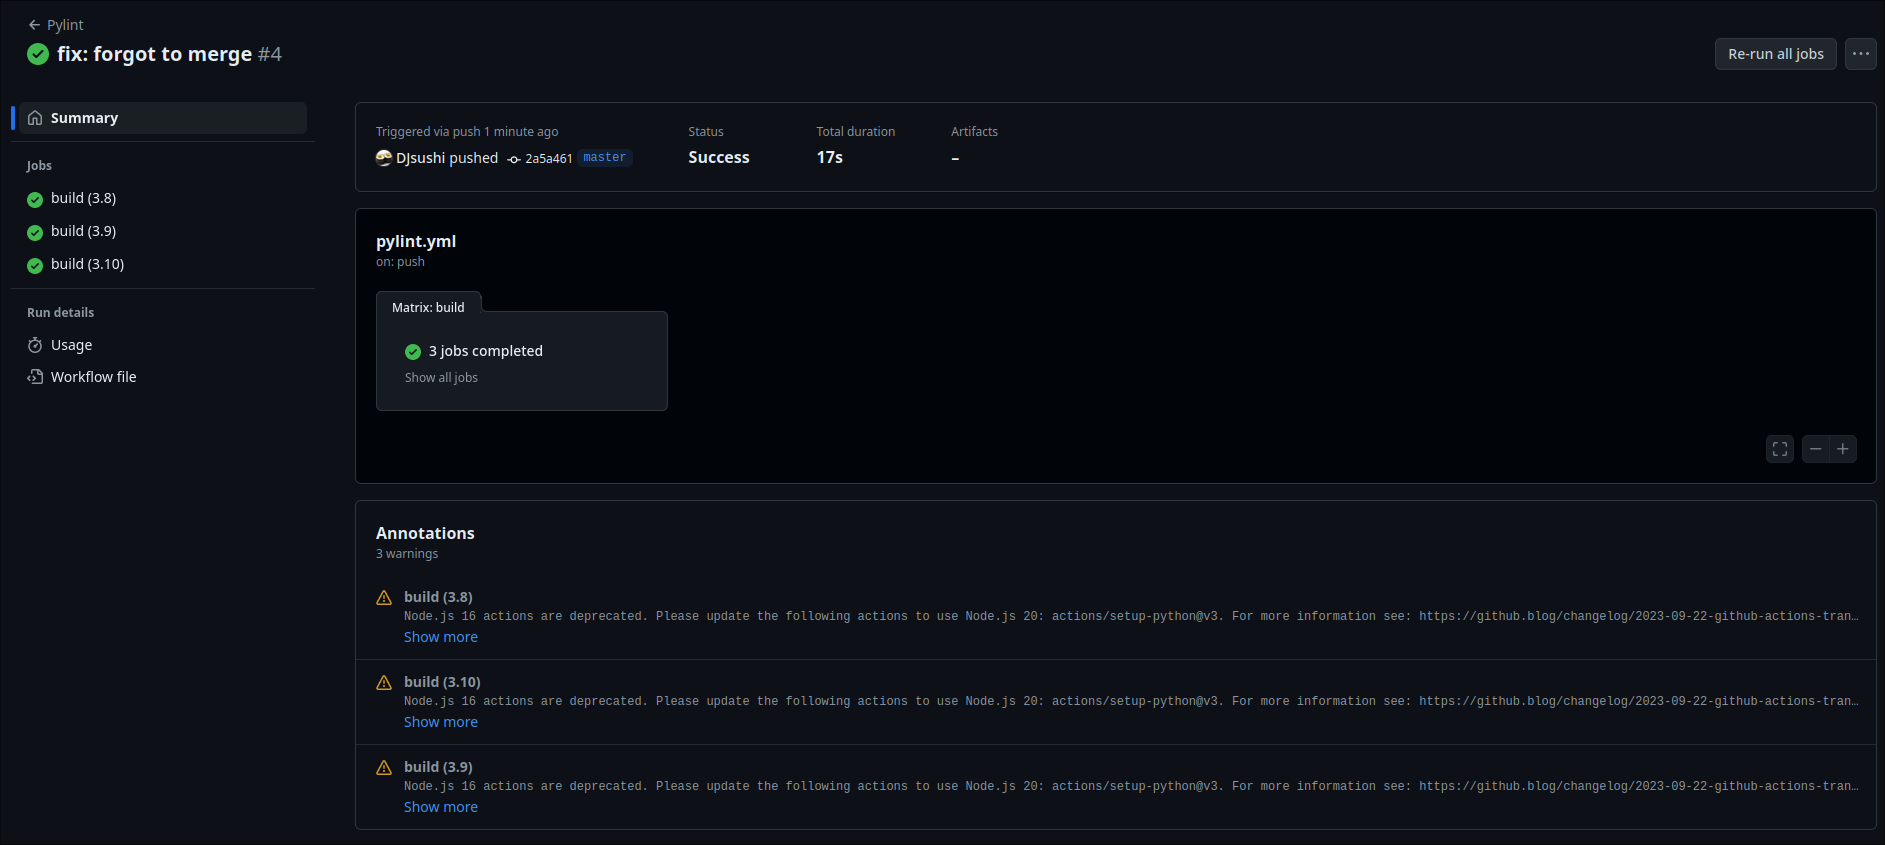 Pylint
fix: forgot to merge #4
Re-run all jobs
Summary
Jobs
build (3.8)
build (3.9)
build (3.10)
Run details
Usage
Workflow file
Triggered via push 1 minute ago
DJsushi pushed 2a5a461 master
Status
Success
Total duration
17s
Artifacts
–
pylint.yml
on: push
Matrix: build
3 jobs completed
Show all jobs
Annotations
3 warnings
build (3.8)
Node.js 16 actions are deprecated. Please update the following actions to use Node.js 20: actions/setup-python@v3. For more information see: https://github.blog/changelog/2023-09-22-github-actions-tran…
Show more
build (3.10)
Node.js 16 actions are deprecated. Please update the following actions to use Node.js 20: actions/setup-python@v3. For more information see: https://github.blog/changelog/2023-09-22-github-actions-tran…
Show more
build (3.9)
Node.js 16 actions are deprecated. Please update the following actions to use Node.js 20: actions/setup-python@v3. For more information see: https://github.blog/changelog/2023-09-22-github-actions-tran…
Show more